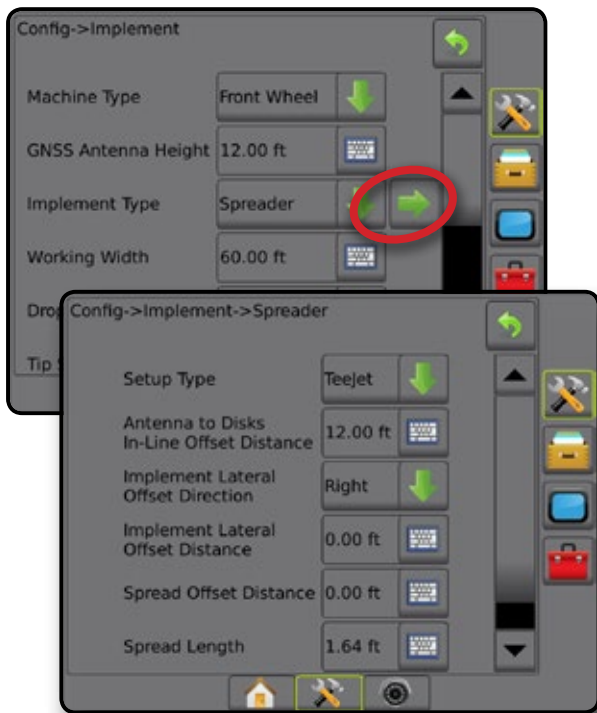 Config->Implement
Machine Type Front Wheel
GNSS Antenna Height 12.00 ft
Implement Type Spreader
Working Width 60.00 ft
Config->Implement->Spreader
Tip
Setup Type TeeJet
Antenna to Disks
In-Line Offset Distance 12.00 ft
Implement Lateral
Offset Direction Right
Implement Lateral
Offset Distance 0.00 ft
Spread Offset Distance 0.00 ft
Spread Length 1.64 ft